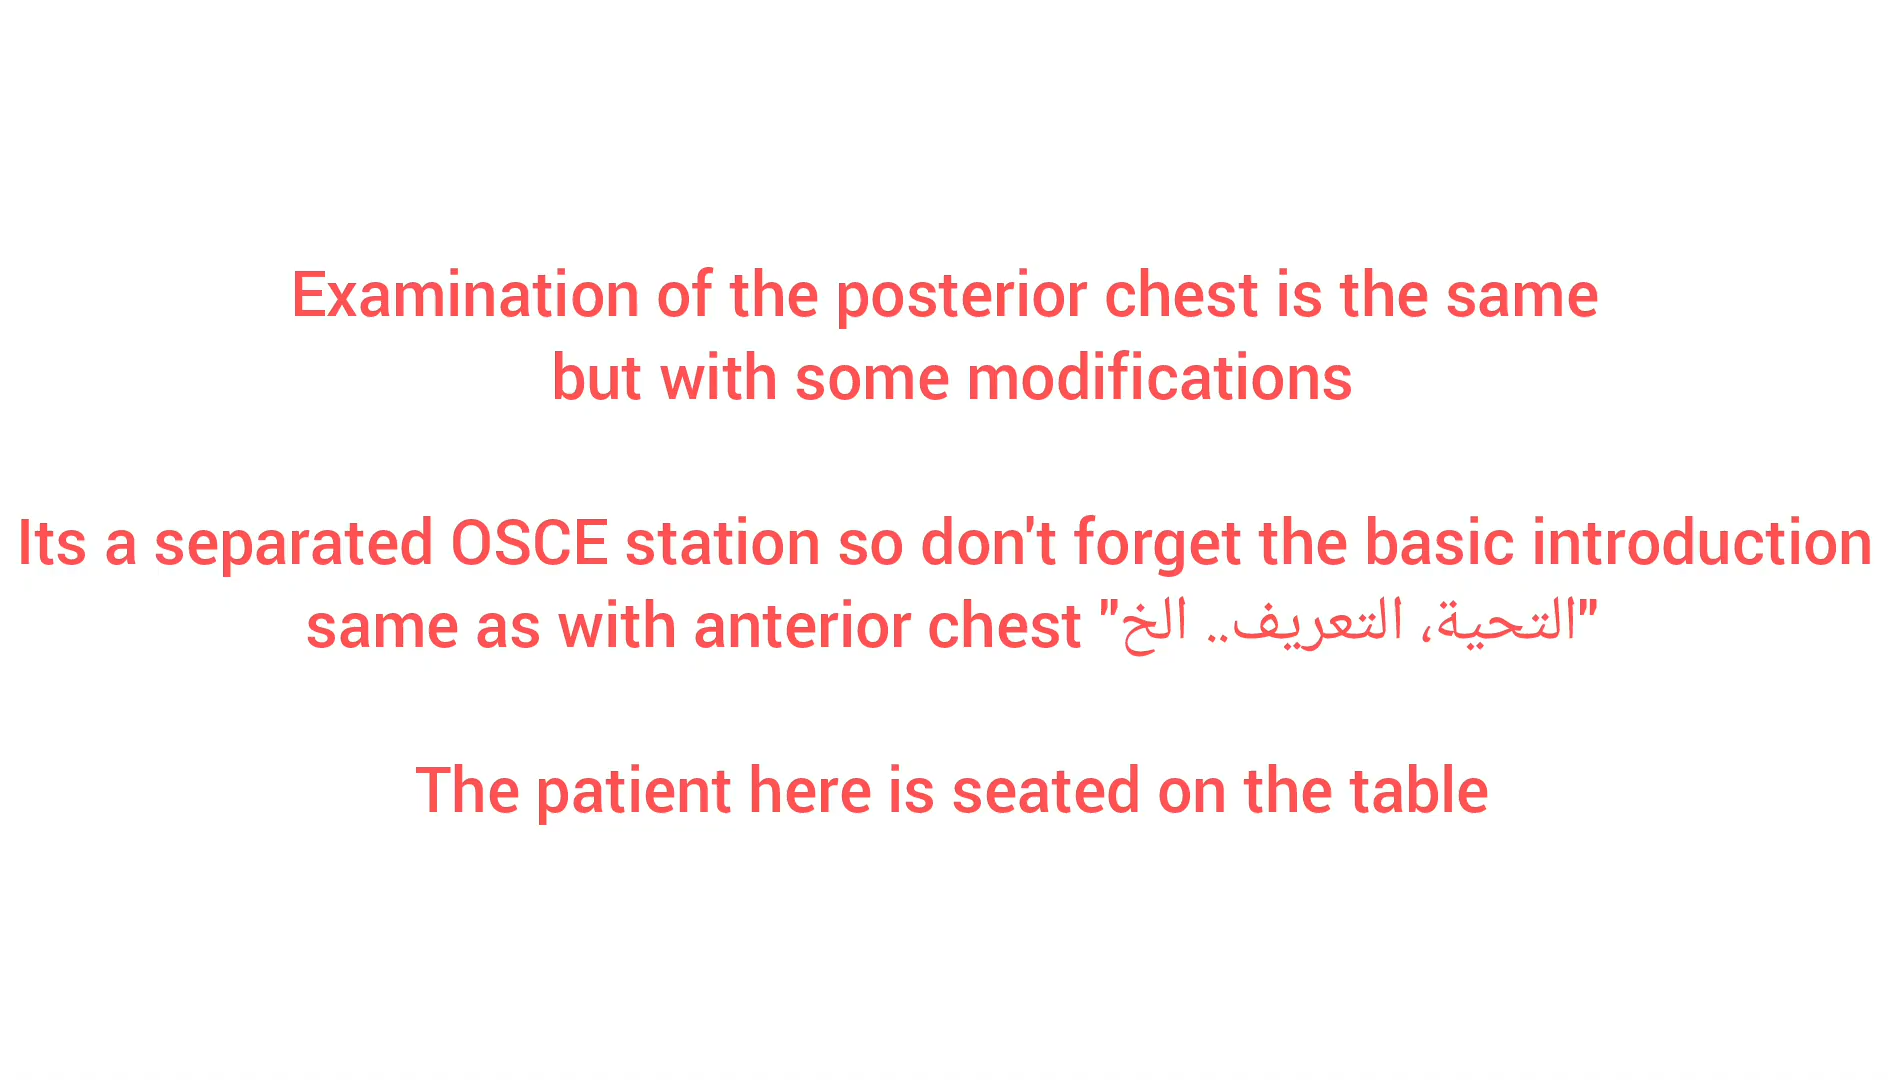 Examination of the posterior chest is the same
but with some modifications
Its a separated OSCE station so don't forget the basic introduction
same as with anterior chest "التحية، التعريف.. الخ"
The patient here is seated on the table